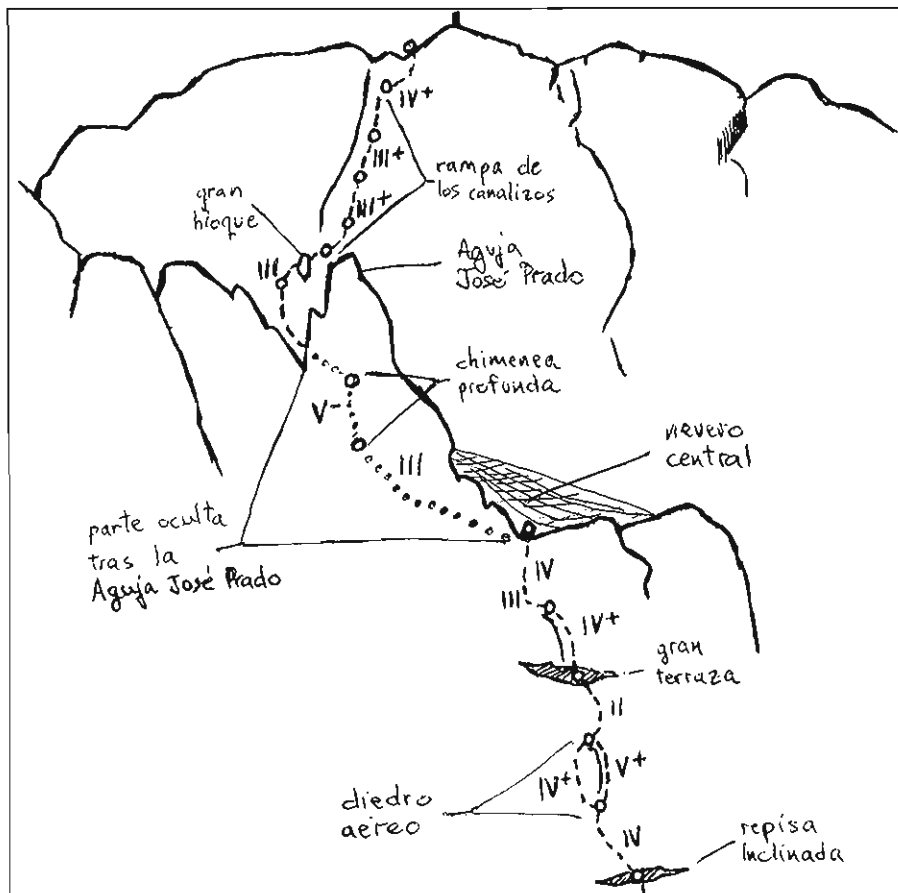 IV+
III+
III+
rampa de
los canalizos
gran
bloque
III
Aguja
José Prado
chimenea
profunda
V-
III
nevero
central
parte oculta
tras la
Aguja José Prado
IV
III
IV+
gran
terraza
II
IV+
V+
diedro
aéreo
IV
repisa
Inclinada